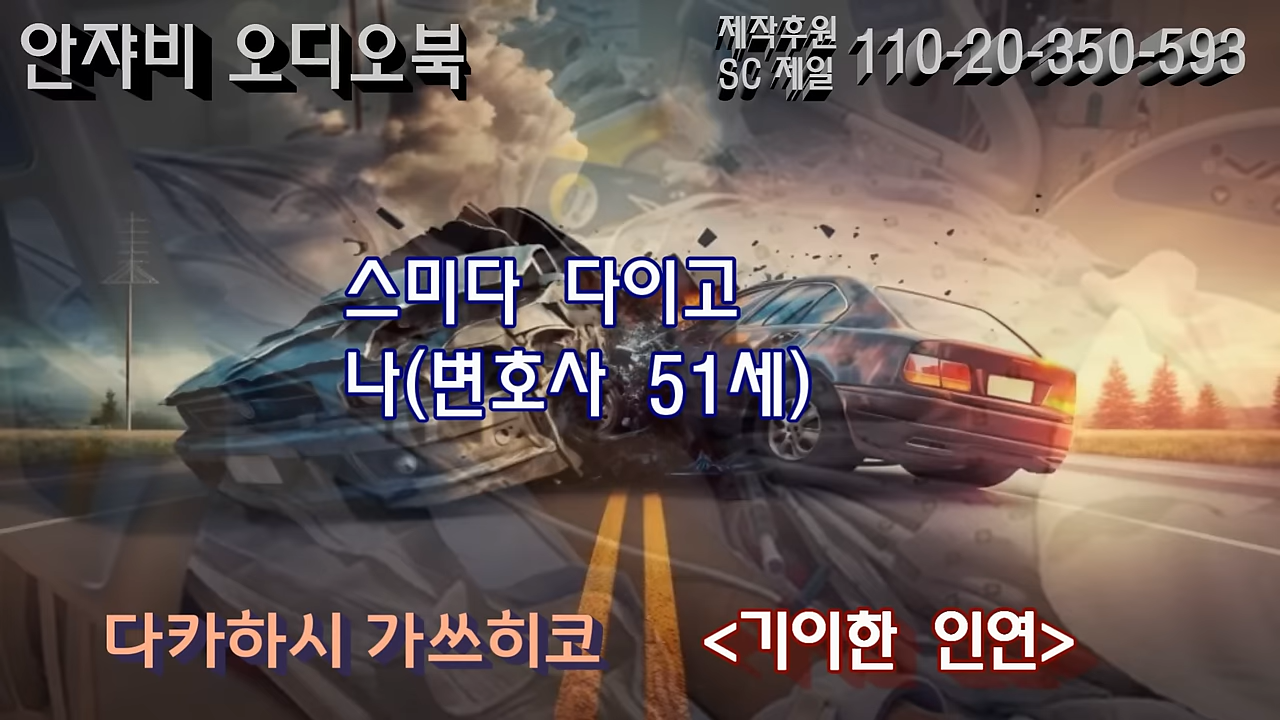 안쟈비 오디오북
제작후원
SC 제일
110-20-350-593
스미다 다이고
나(변호사 51세)
다카하시 가쓰히코
<기이한 인연>